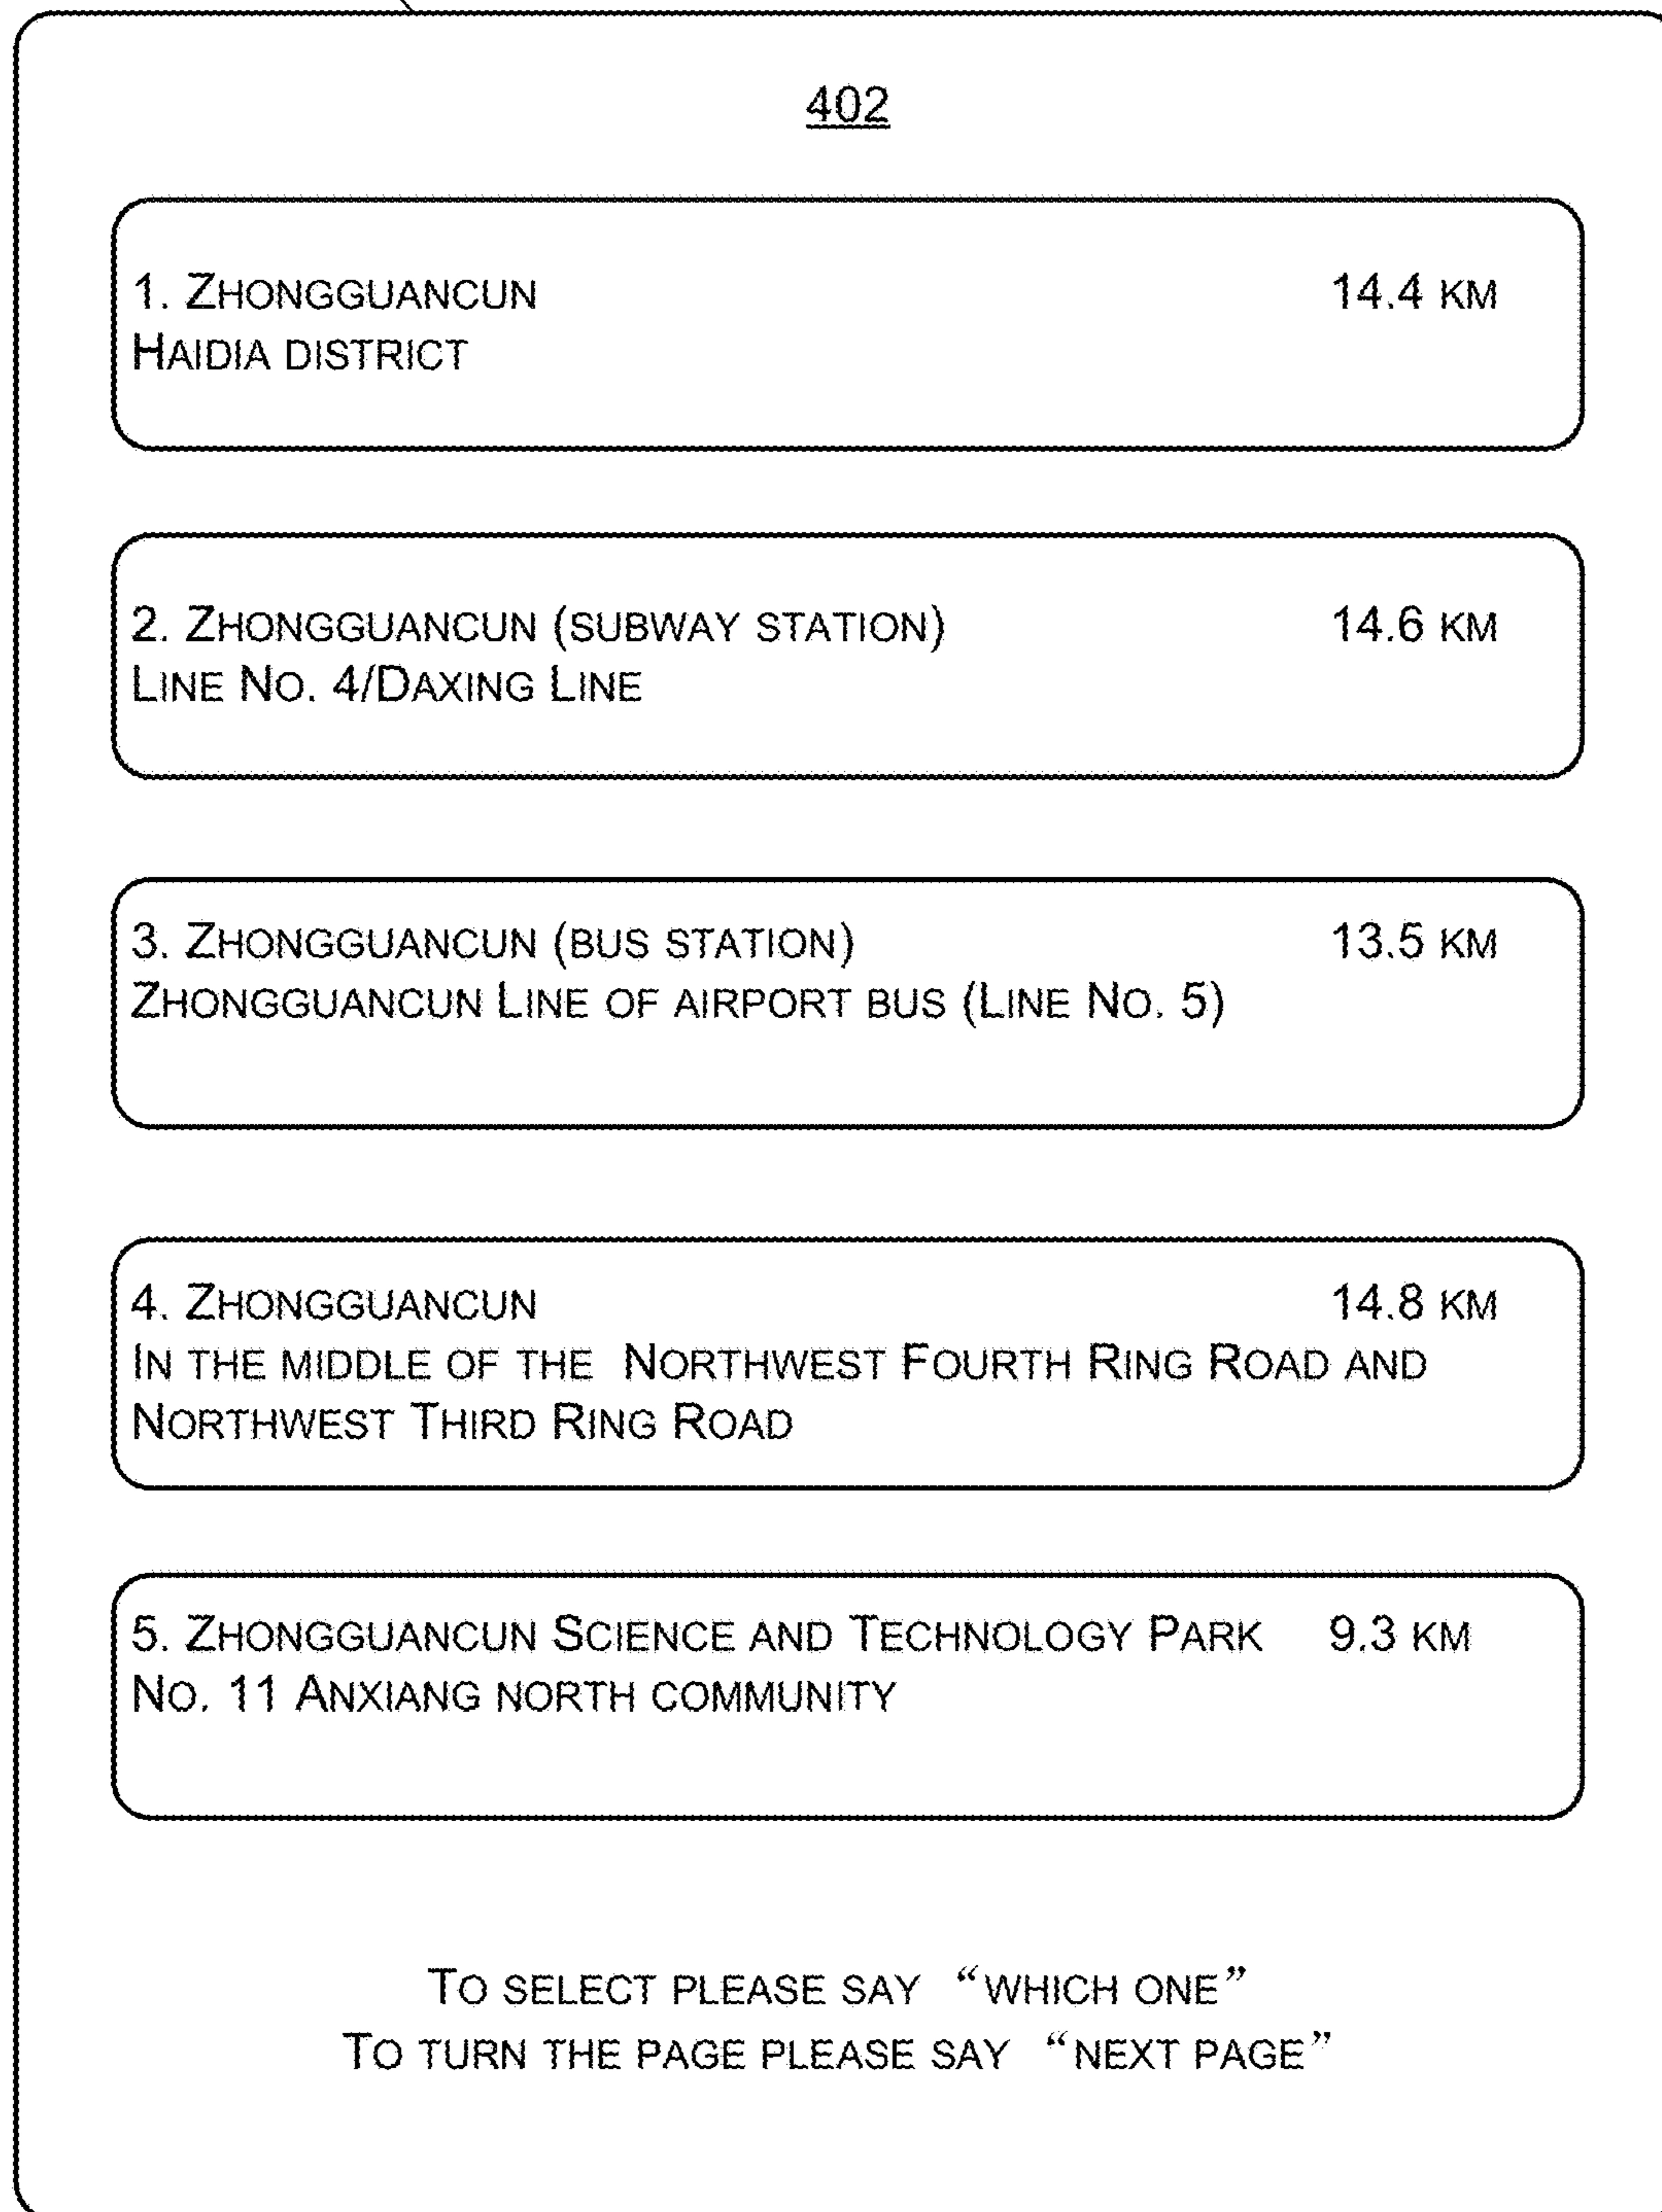 402
1. ZHONGGUANCUN 14.4 KM
HAIDIA DISTRICT
2. ZHONGGUANCUN (SUBWAY STATION) 14.6 KM
LINE NO. 4/DAXING LINE
3. ZHONGGUANCUN (BUS STATION) 13.5 KM
ZHONGGUANCUN LINE OF AIRPORT BUS (LINE NO. 5)
4. ZHONGGUANCUN 14.8 KM
IN THE MIDDLE OF THE NORTHWEST FOURTH RING ROAD AND
NORTHWEST THIRD RING ROAD
5. ZHONGGUANCUN SCIENCE AND TECHNOLOGY PARK 9.3 KM
NO. 11 ANXIANG NORTH COMMUNITY
TO SELECT PLEASE SAY “WHICH ONE”
TO TURN THE PAGE PLEASE SAY “NEXT PAGE”